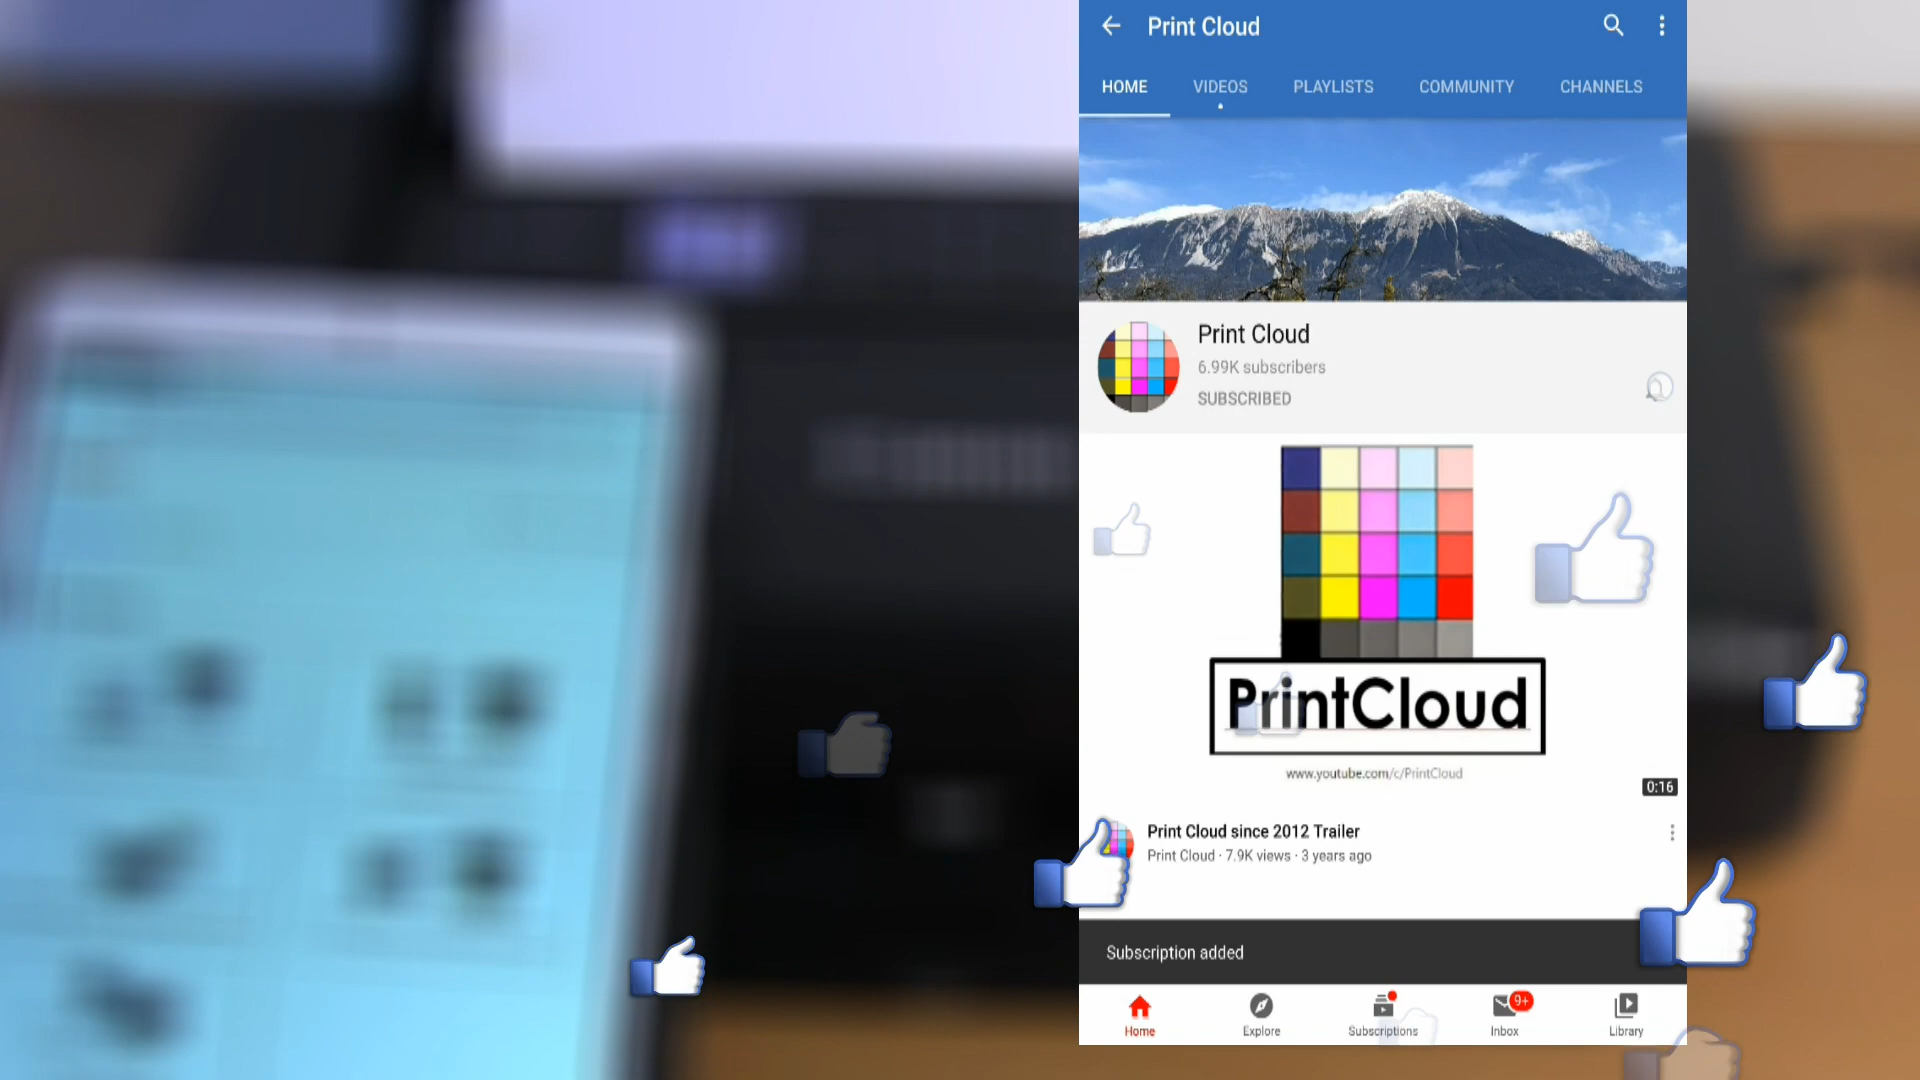 Print Cloud
HOME VIDEOS PLAYLISTS COMMUNITY CHANNELS
Print Cloud
6.99K subscribers
SUBSCRIBED
PrintCloud
www.youtube.com/c/PrintCloud
0:16
Print Cloud since 2012 Trailer
Print Cloud · 7.9K views · 3 years ago
Subscription added
9+
Home Explore Subscriptions Inbox Library